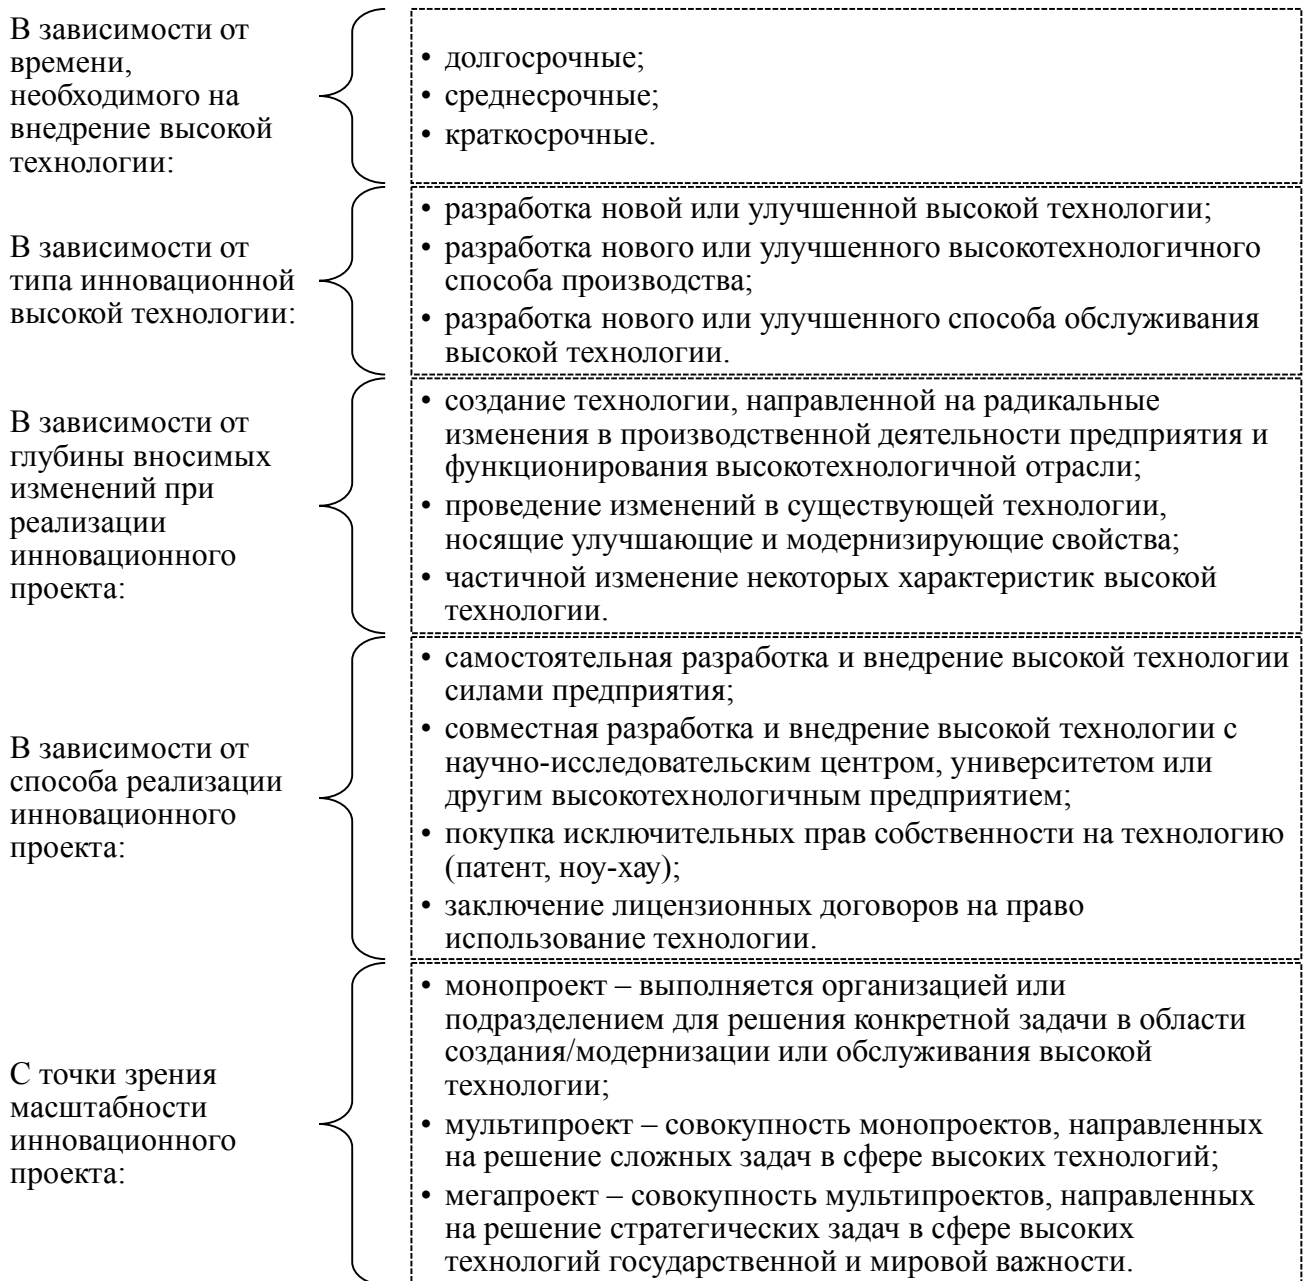 В зависимости от
времени,
необходимого на
внедрение высокой
технологии:
• долгосрочные;
• среднесрочные;
• краткосрочные.
В зависимости от
типа инновационной
высокой технологии:
• разработка новой или улучшенной высокой технологии;
• разработка нового или улучшенного высокотехнологичного
способа производства;
• разработка нового или улучшенного способа обслуживания
высокой технологии.
В зависимости от
глубины вносимых
изменений при
реализации
инновационного
проекта:
• создание технологии, направленной на радикальные
изменения в производственной деятельности предприятия и
функционирования высокотехнологичной отрасли;
• проведение изменений в существующей технологии,
носящие улучшающие и модернизирующие свойства;
• частичной изменение некоторых характеристик высокой
технологии.
В зависимости от
способа реализации
инновационного
проекта:
• самостоятельная разработка и внедрение высокой технологии
силами предприятия;
• совместная разработка и внедрение высокой технологии с
научно-исследовательским центром, университетом или
другим высокотехнологичным предприятием;
• покупка исключительных прав собственности на технологию
(патент, ноу-хау);
• заключение лицензионных договоров на право
использование технологии.
С точки зрения
масштабности
инновационного
проекта:
• монопроект – выполняется организацией или
подразделением для решения конкретной задачи в области
создания/модернизации или обслуживания высокой
технологии;
• мультипроект – совокупность монопроектов, направленных
на решение сложных задач в сфере высоких технологий;
• мегапроект – совокупность мультипроектов, направленных
на решение стратегических задач в сфере высоких
технологий государственной и мировой важности.